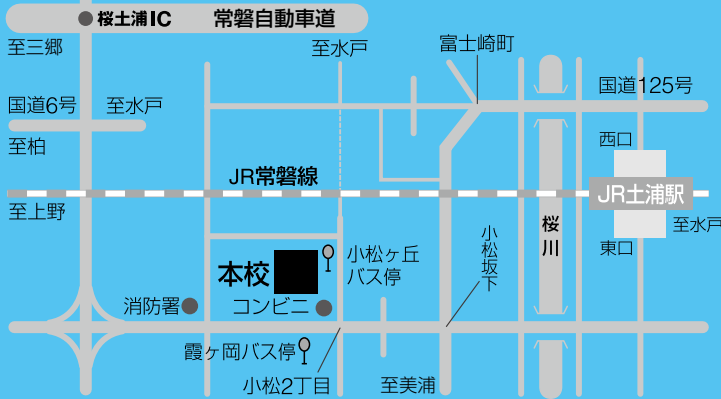 桜土浦IC
常磐自動車道
至三郷
至水戸
富士崎町
国道6号
至水戸
国道125号
至柏
西口
JR常磐線
JR土浦駅
至上野
至水戸
桜川
小松坂下
東口
小松ヶ丘
バス停
本校
消防署
コンビニ
霞ヶ岡バス停
小松2丁目
至美浦